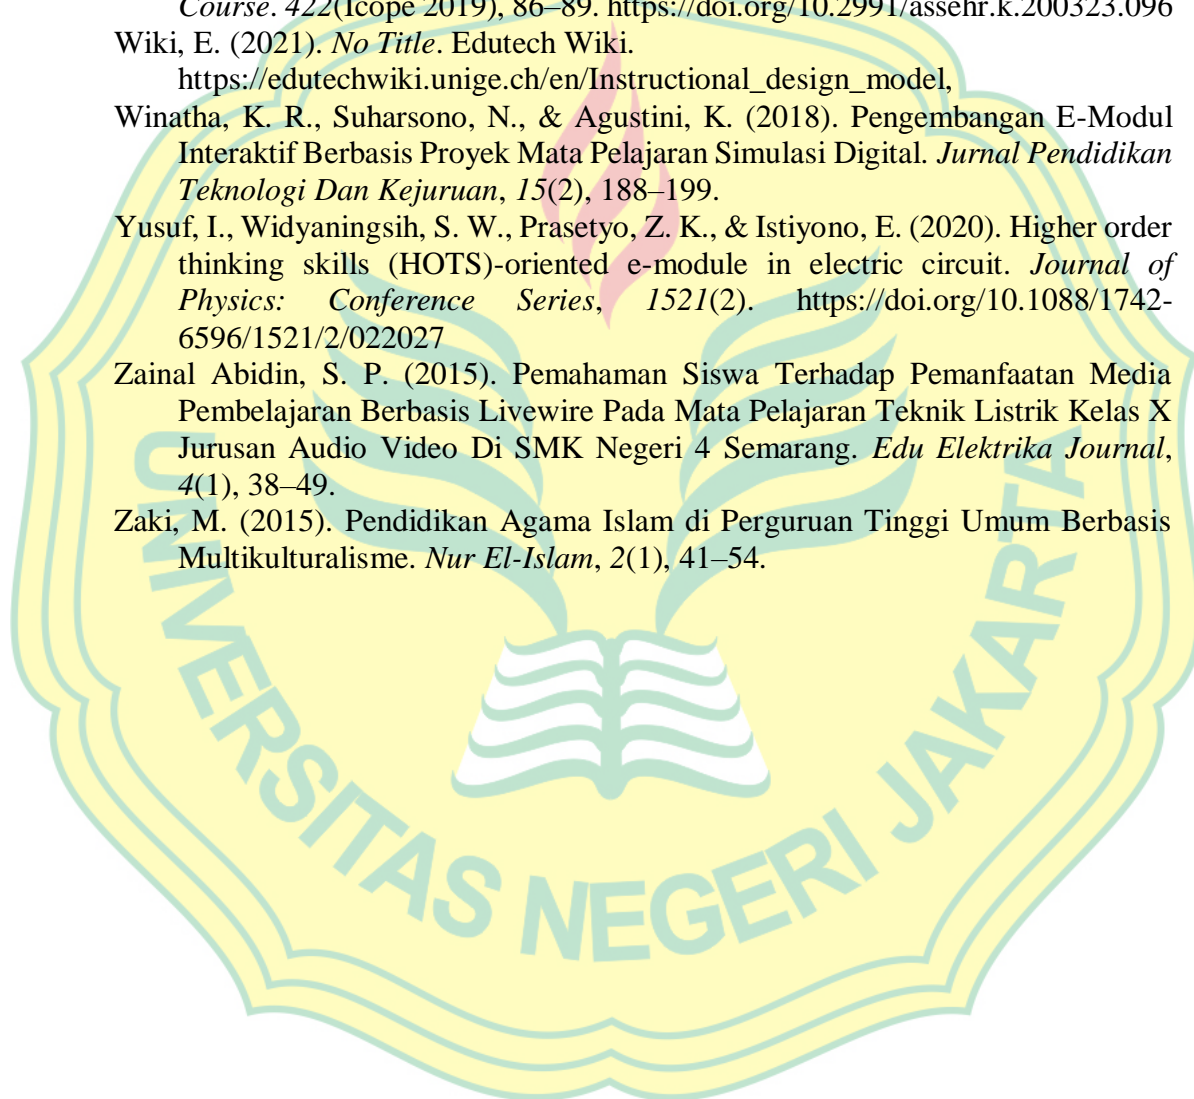 Course. 422(Icope 2019), 86–89. https://doi.org/10.2991/assehr.k.200323.096
Wiki, E. (2021). No Title. Edutech Wiki.
https://edutechwiki.unige.ch/en/Instructional_design_model,
Winatha, K. R., Suharsono, N., & Agustini, K. (2018). Pengembangan E-Modul
Interaktif Berbasis Proyek Mata Pelajaran Simulasi Digital. Jurnal Pendidikan
Teknologi Dan Kejuruan, 15(2), 188–199.
Yusuf, I., Widyaningsih, S. W., Prasetyo, Z. K., & Istiyono, E. (2020). Higher order
thinking skills (HOTS)-oriented e-module in electric circuit. Journal of
Physics: Conference Series, 1521(2). https://doi.org/10.1088/1742-
6596/1521/2/022027
Zainal Abidin, S. P. (2015). Pemahaman Siswa Terhadap Pemanfaatan Media
Pembelajaran Berbasis Livewire Pada Mata Pelajaran Teknik Listrik Kelas X
Jurusan Audio Video Di SMK Negeri 4 Semarang. Edu Elektrika Journal,
4(1), 38–49.
Zaki, M. (2015). Pendidikan Agama Islam di Perguruan Tinggi Umum Berbasis
Multikulturalisme. Nur El-Islam, 2(1), 41–54.
UNIVERSITAS NEGERI JAKARTA